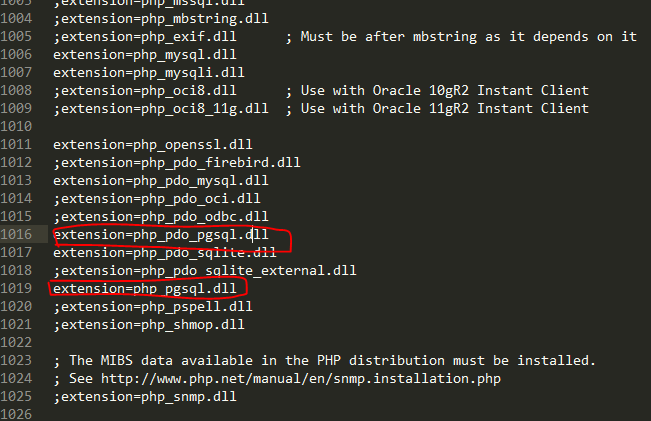 1003 ;extension=php_mssql.dll
1004 ;extension=php_mbstring.dll
1005 ;extension=php_exif.dll      ; Must be after mbstring as it depends on it
1006 extension=php_mysql.dll
1007 extension=php_mysqli.dll
1008 ;extension=php_oci8.dll      ; Use with Oracle 10gR2 Instant Client
1009 ;extension=php_oci8_11g.dll  ; Use with Oracle 11gR2 Instant Client
1010
1011 extension=php_openssl.dll
1012 ;extension=php_pdo_firebird.dll
1013 extension=php_pdo_mysql.dll
1014 ;extension=php_pdo_oci.dll
1015 ;extension=php_pdo_odbc.dll
1016 extension=php_pdo_pgsql.dll
1017 extension=php_pdo_sqlite.dll
1018 ;extension=php_pdo_sqlite_external.dll
1019 extension=php_pgsql.dll
1020 ;extension=php_pspell.dll
1021 ;extension=php_shmop.dll
1022
1023 ; The MIBS data available in the PHP distribution must be installed.
1024 ; See http://www.php.net/manual/en/snmp.installation.php
1025 ;extension=php_snmp.dll
1026